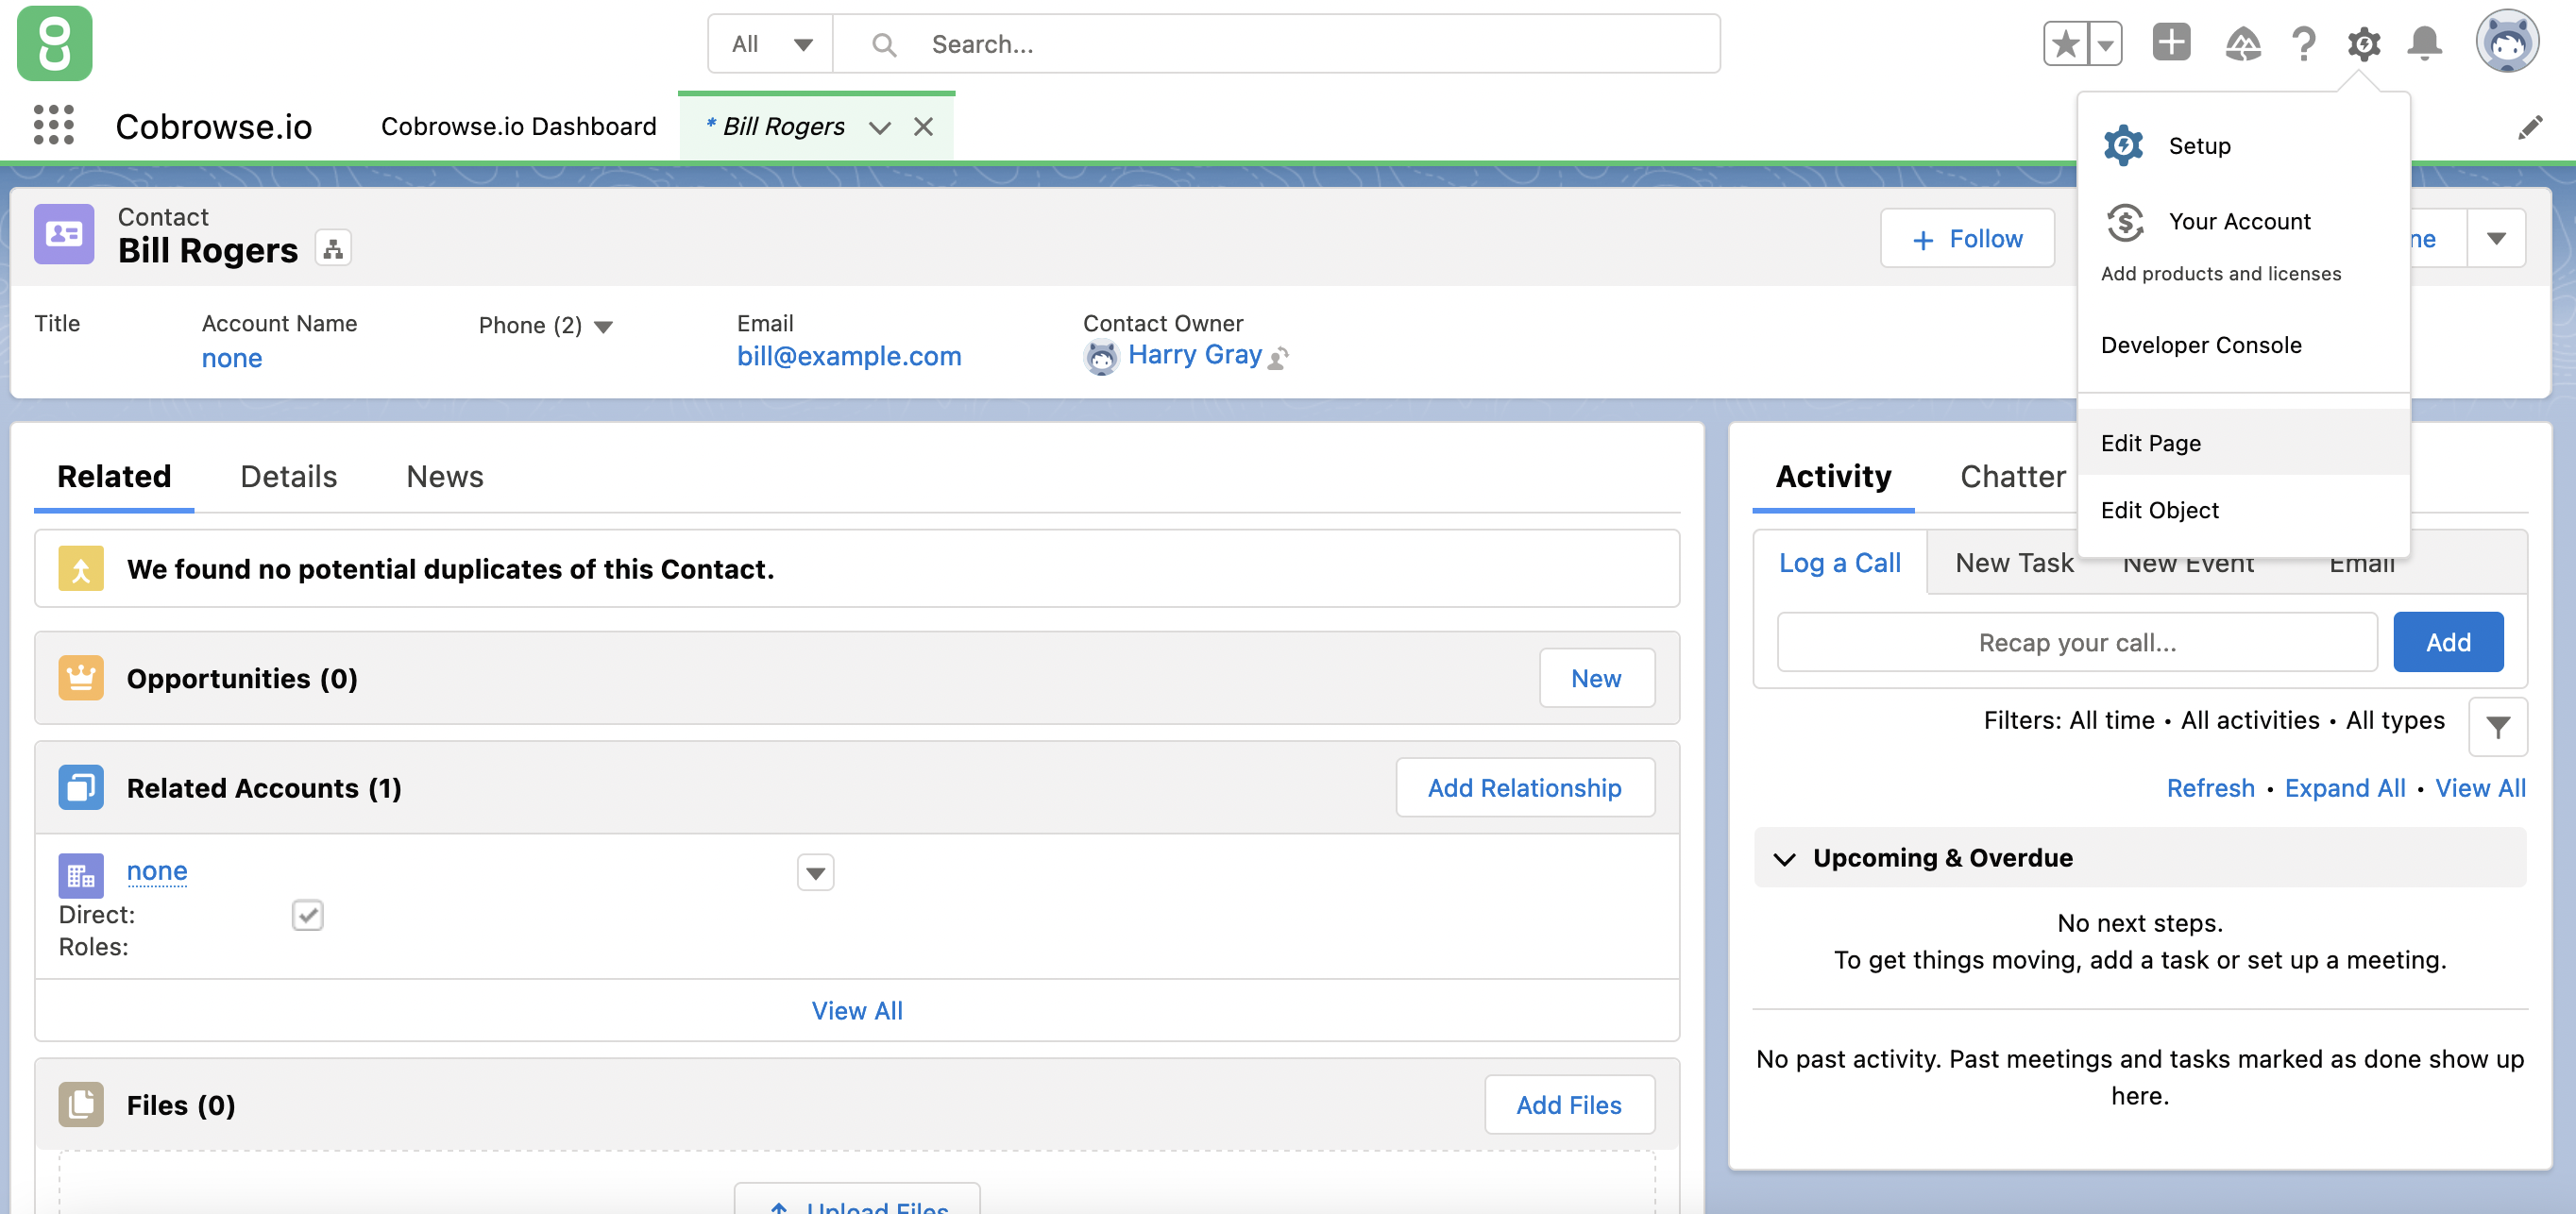 All
Search...
Cobrowse.io
Cobrowse.io Dashboard
* Bill Rogers
Setup
Your Account
Add products and licenses
Developer Console
Edit Page
Edit Object
Contact
Bill Rogers
+ Follow
ne
Title
Account Name
none
Phone (2)
Email
bill@example.com
Contact Owner
Harry Gray
Related
Details
News
We found no potential duplicates of this Contact.
Opportunities (0)
New
Related Accounts (1)
Add Relationship
none
Direct:
Roles:
View All
Files (0)
Add Files
Upload Files
Activity
Chatter
Log a Call
New Task
New Event
Email
Recap your call...
Add
Filters: All time • All activities • All types
Refresh • Expand All • View All
Upcoming & Overdue
No next steps.
To get things moving, add a task or set up a meeting.
No past activity. Past meetings and tasks marked as done show up
here.